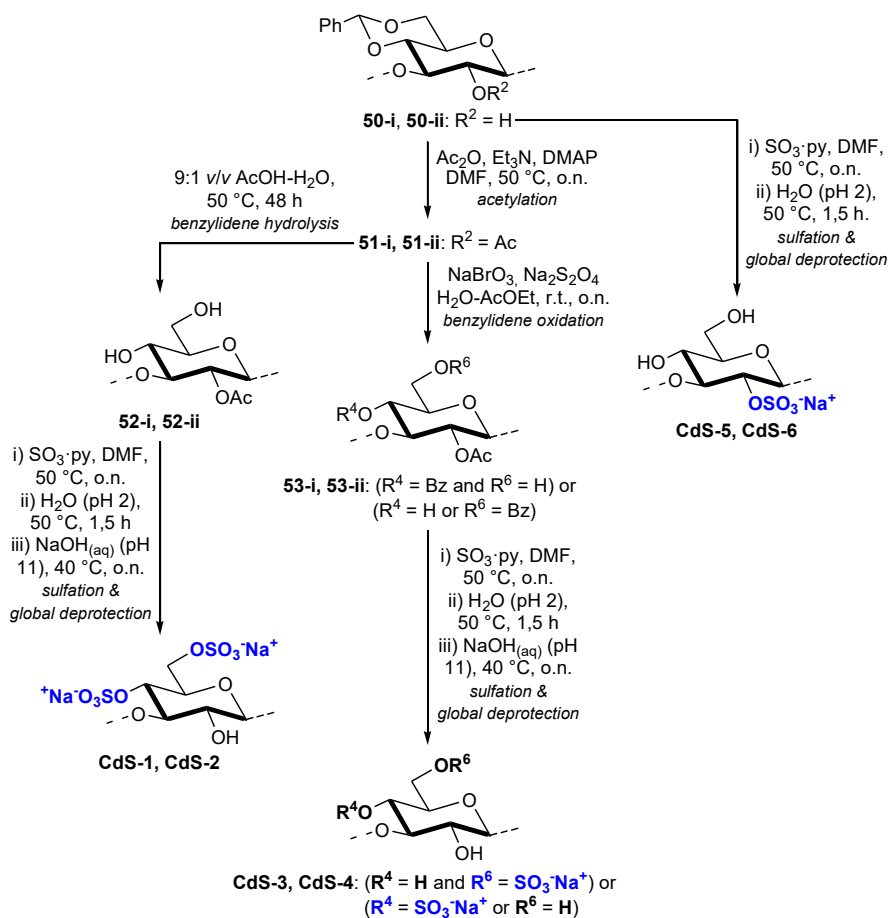 Ph
O
O
O
O
OR²
50-i, 50-ii: R² = H
9:1 v/v AcOH-H₂O,
50 °C, 48 h
benzylidene hydrolysis
Ac₂O, Et₃N, DMAP
DMF, 50 °C, o.n.
acetylation
i) SO₃·py, DMF,
50 °C, o.n.
ii) H₂O (pH 2),
50 °C, 1,5 h.
sulfation &
global deprotection
51-i, 51-ii: R² = Ac
NaBrO₃, Na₂S₂O₄
H₂O-AcOEt, r.t., o.n.
benzylidene oxidation
OH
HO
O
O
OAc
52-i, 52-ii
OR⁶
R⁴O
O
O
OAc
53-i, 53-ii: (R⁴ = Bz and R⁶ = H) or
(R⁴ = H or R⁶ = Bz)
OH
HO
O
O
OSO₃⁻Na⁺
CdS-5, CdS-6
i) SO₃·py, DMF,
50 °C, o.n.
ii) H₂O (pH 2),
50 °C, 1,5 h
iii) NaOH₍aq₎ (pH
11), 40 °C, o.n.
sulfation &
global deprotection
i) SO₃·py, DMF,
50 °C, o.n.
ii) H₂O (pH 2),
50 °C, 1,5 h
iii) NaOH₍aq₎ (pH
11), 40 °C, o.n.
sulfation &
global deprotection
OSO₃⁻Na⁺
⁺Na⁻O₃SO
O
O
OH
CdS-1, CdS-2
OR⁶
R⁴O
O
O
OH
CdS-3, CdS-4: (R⁴ = H and R⁶ = SO₃⁻Na⁺) or
(R⁴ = SO₃⁻Na⁺ or R⁶ = H)